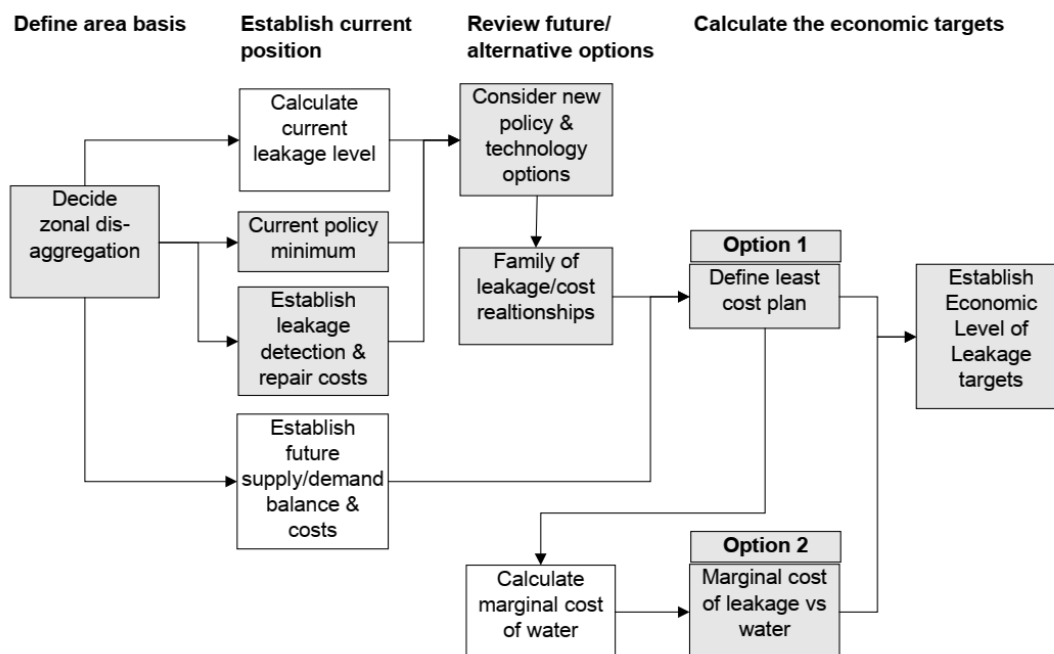 Define area basis
Establish current
position
Review future/
alternative options
Calculate the economic targets
Calculate
current
leakage level
Consider new
policy &
technology
options
Decide
zonal dis-
aggregation
Current policy
minimum
Establish
leakage
detection &
repair costs
Family of
leakage/cost
realtionships
Option 1
Define least
cost plan
Establish
Economic
Level of
Leakage
targets
Establish
future
supply/demand
balance &
costs
Calculate
marginal cost
of water
Option 2
Marginal cost
of leakage vs
water